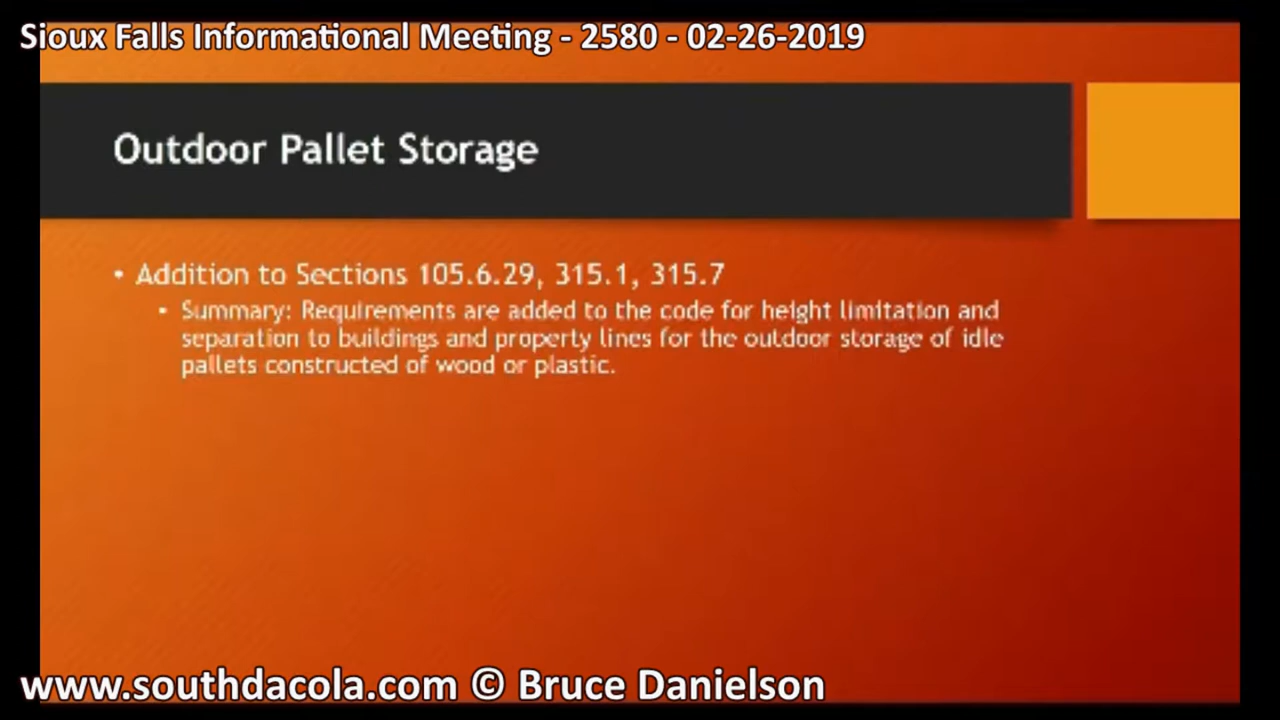 Sioux Falls Informational Meeting - 2580 - 02-26-2019
Outdoor Pallet Storage
• Addition to Sections 105.6.29, 315.1, 315.7
• Summary: Requirements are added to the code for height limitation and
separation to buildings and property lines for the outdoor storage of idle
pallets constructed of wood or plastic.
www.southdacola.com © Bruce Danielson